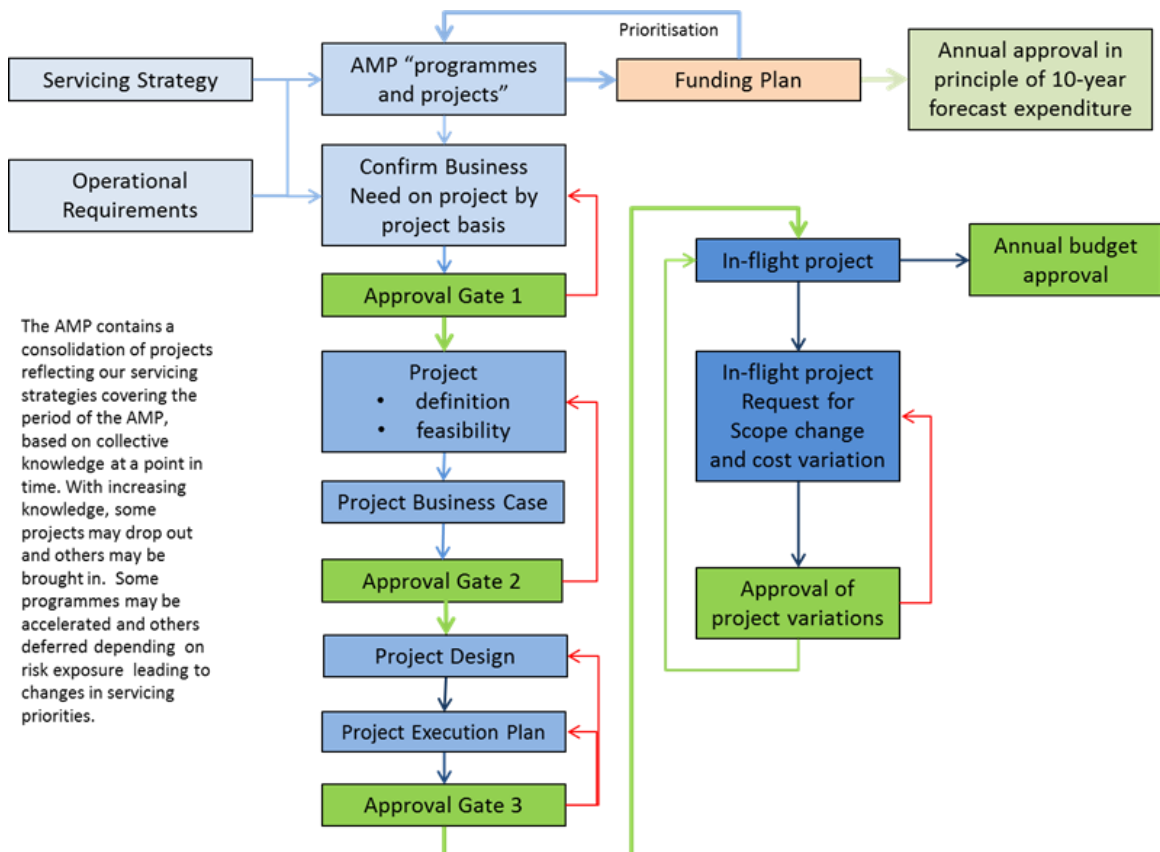 Prioritisation
Servicing Strategy
AMP “programmes
and projects”
Funding Plan
Annual approval in
principle of 10-year
forecast expenditure
Operational
Requirements
Confirm Business
Need on project by
project basis
Approval Gate 1
The AMP contains a
consolidation of projects
reflecting our servicing
strategies covering the
period of the AMP,
based on collective
knowledge at a point in
time. With increasing
knowledge, some
projects may drop out
and others may be
brought in. Some
programmes may be
accelerated and others
deferred depending on
risk exposure leading to
changes in servicing
priorities.
Project
• definition
• feasibility
Project Business Case
Approval Gate 2
Project Design
Project Execution Plan
Approval Gate 3
In-flight project
Annual budget
approval
In-flight project
Request for
Scope change
and cost variation
Approval of
project variations